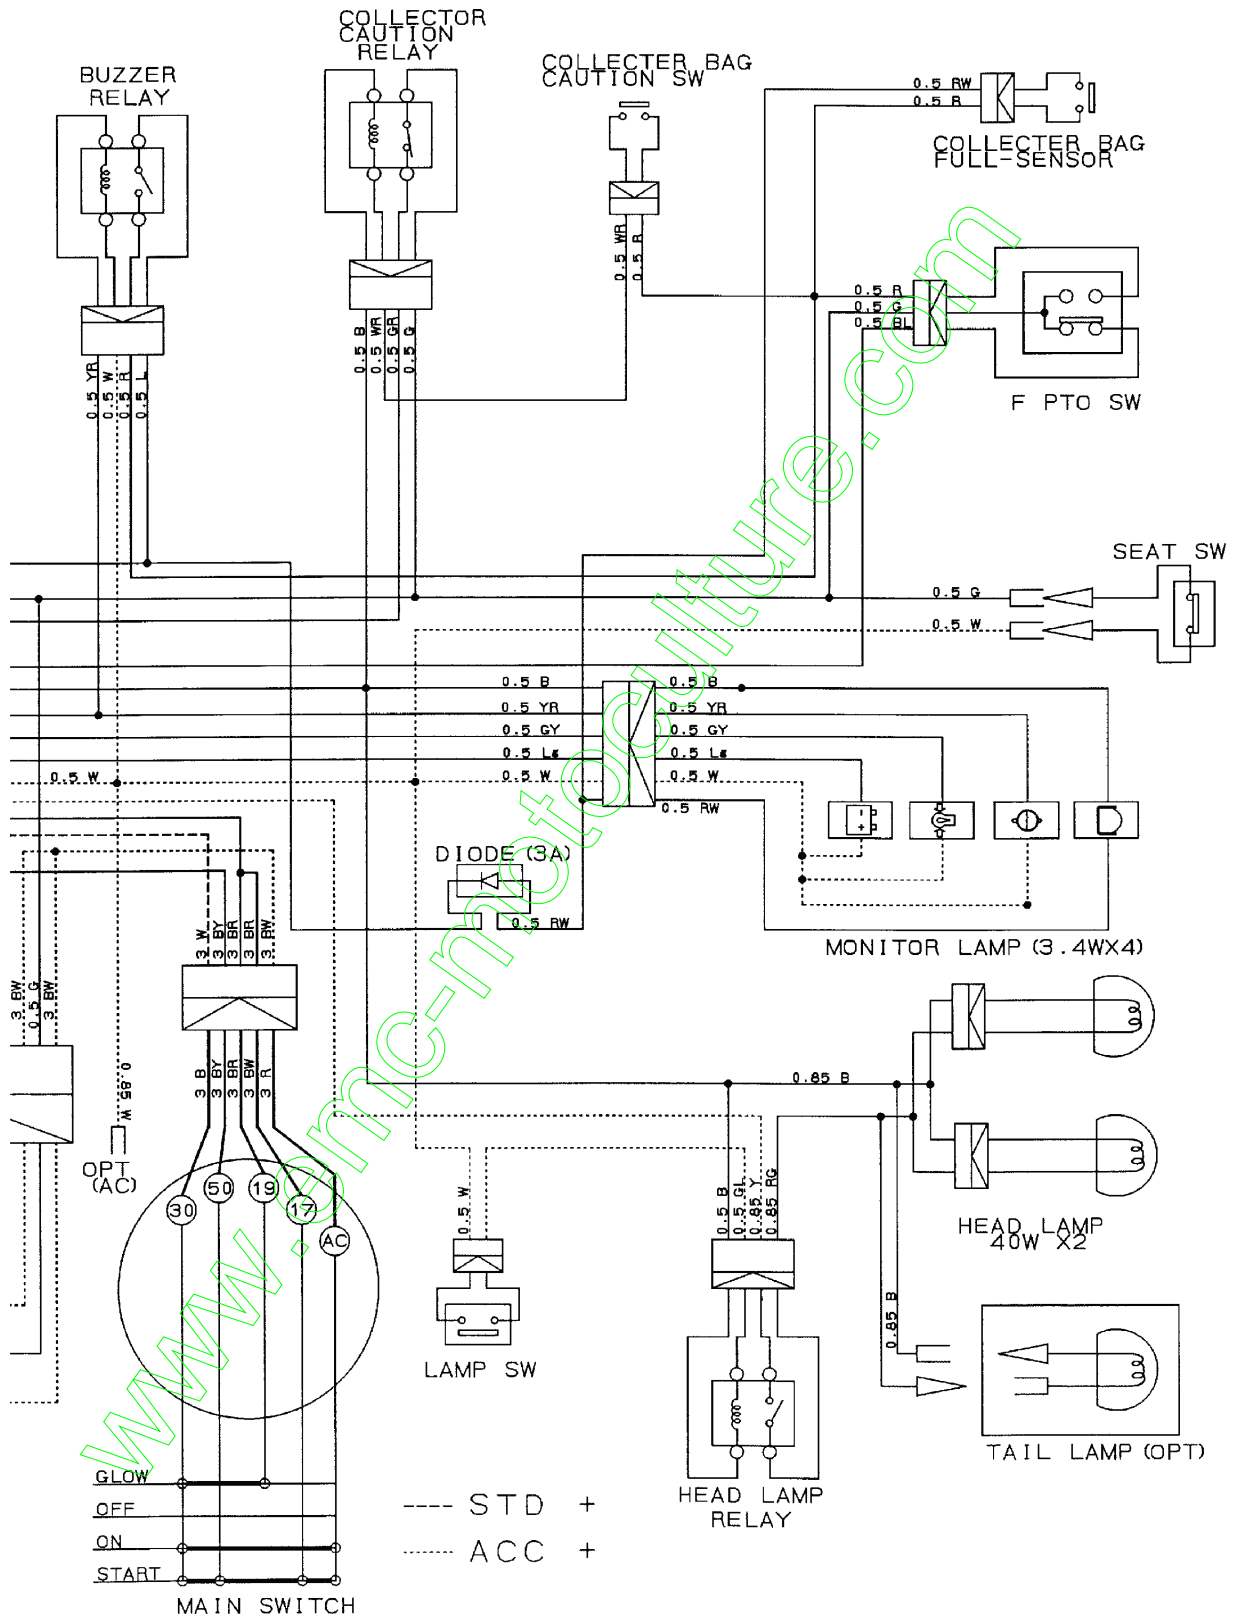 COLLECTOR
CAUTION
RELAY
BUZZER
RELAY
COLLECTER BAG
CAUTION SW
0.5 RW
0.5 R
COLLECTER BAG
FULL-SENSOR
0.5 WR
0.5 R
0.5 R
0.5 G
0.5 BL
F PTO SW
0.5 B
0.5 WR
0.5 GR
0.5 G
0.5 YR
0.5 W
0.5 R
0.5 L
SEAT SW
0.5 G
0.5 W
0.5 B
0.5 B
0.5 YR
0.5 YR
0.5 GY
0.5 GY
0.5 Lg
0.5 Lg
0.5 W
0.5 W
0.5 W
0.5 RW
DIODE (3A)
0.5 RW
MONITOR LAMP (3.4WX4)
3 W
3 BY
3 BR
3 BR
3 BW
3 BW
0.5 G
3 BW
3 B
3 BY
3 BR
3 BW
3 R
0.85 W
OPT
(AC)
0.85 B
30
50
19
17
AC
0.5 W
0.5 B
0.5 GL
0.85 Y
0.85 RG
HEAD LAMP
40W X2
LAMP SW
0.85 B
TAIL LAMP (OPT)
HEAD LAMP
RELAY
GLOW
OFF
ON
START
MAIN SWITCH
---- STD +
...... ACC +
www.emc-motoculture.com